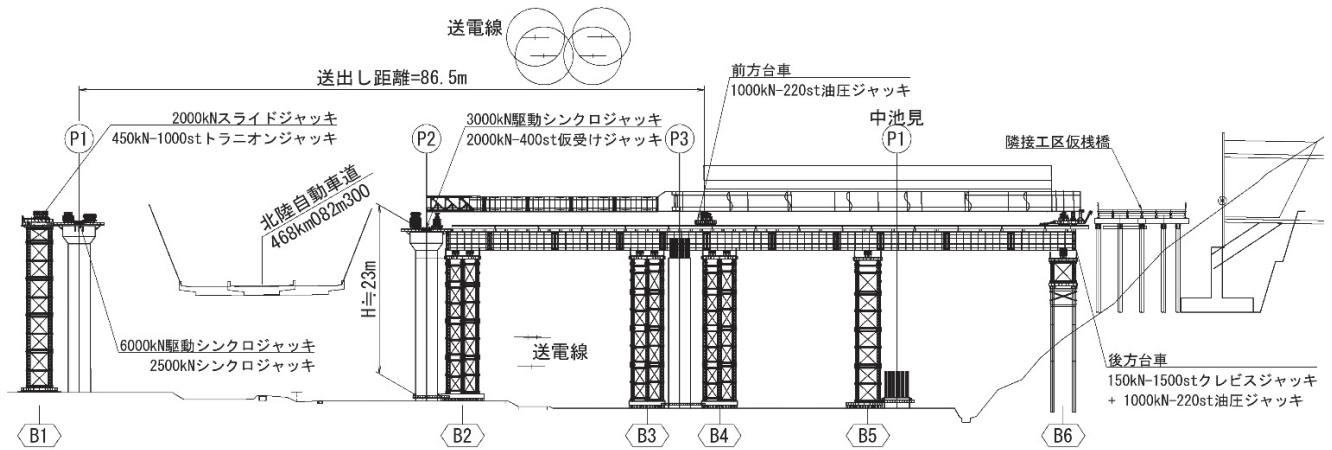 送電線
送出し距離=86.5m
前方台車
1000kN-220st油圧ジャッキ
2000kNスライドジャッキ
450kN-1000stトラニオンジャッキ
3000kN駆動シンクロジャッキ
2000kN-400st仮受けジャッキ
中池見
P1
P2
P3
P1
隣接工区仮桟橋
北陸自動車道
468km082m300
H≒23m
6000kN駆動シンクロジャッキ
2500kNシンクロジャッキ
送電線
後方台車
150kN-1500stクレビスジャッキ
+ 1000kN-220st油圧ジャッキ
B1
B2
B3
B4
B5
B6